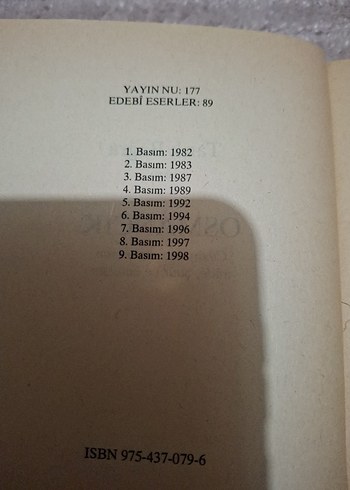 YAYIN NU: 177
EDEBÎ ESERLER: 89
1. Basım: 1982
2. Basım: 1983
3. Basım: 1987
4. Basım: 1989
5. Basım: 1992
6. Basım: 1994
7. Basım: 1996
8. Basım: 1997
9. Basım: 1998
ISBN 975-437-079-6